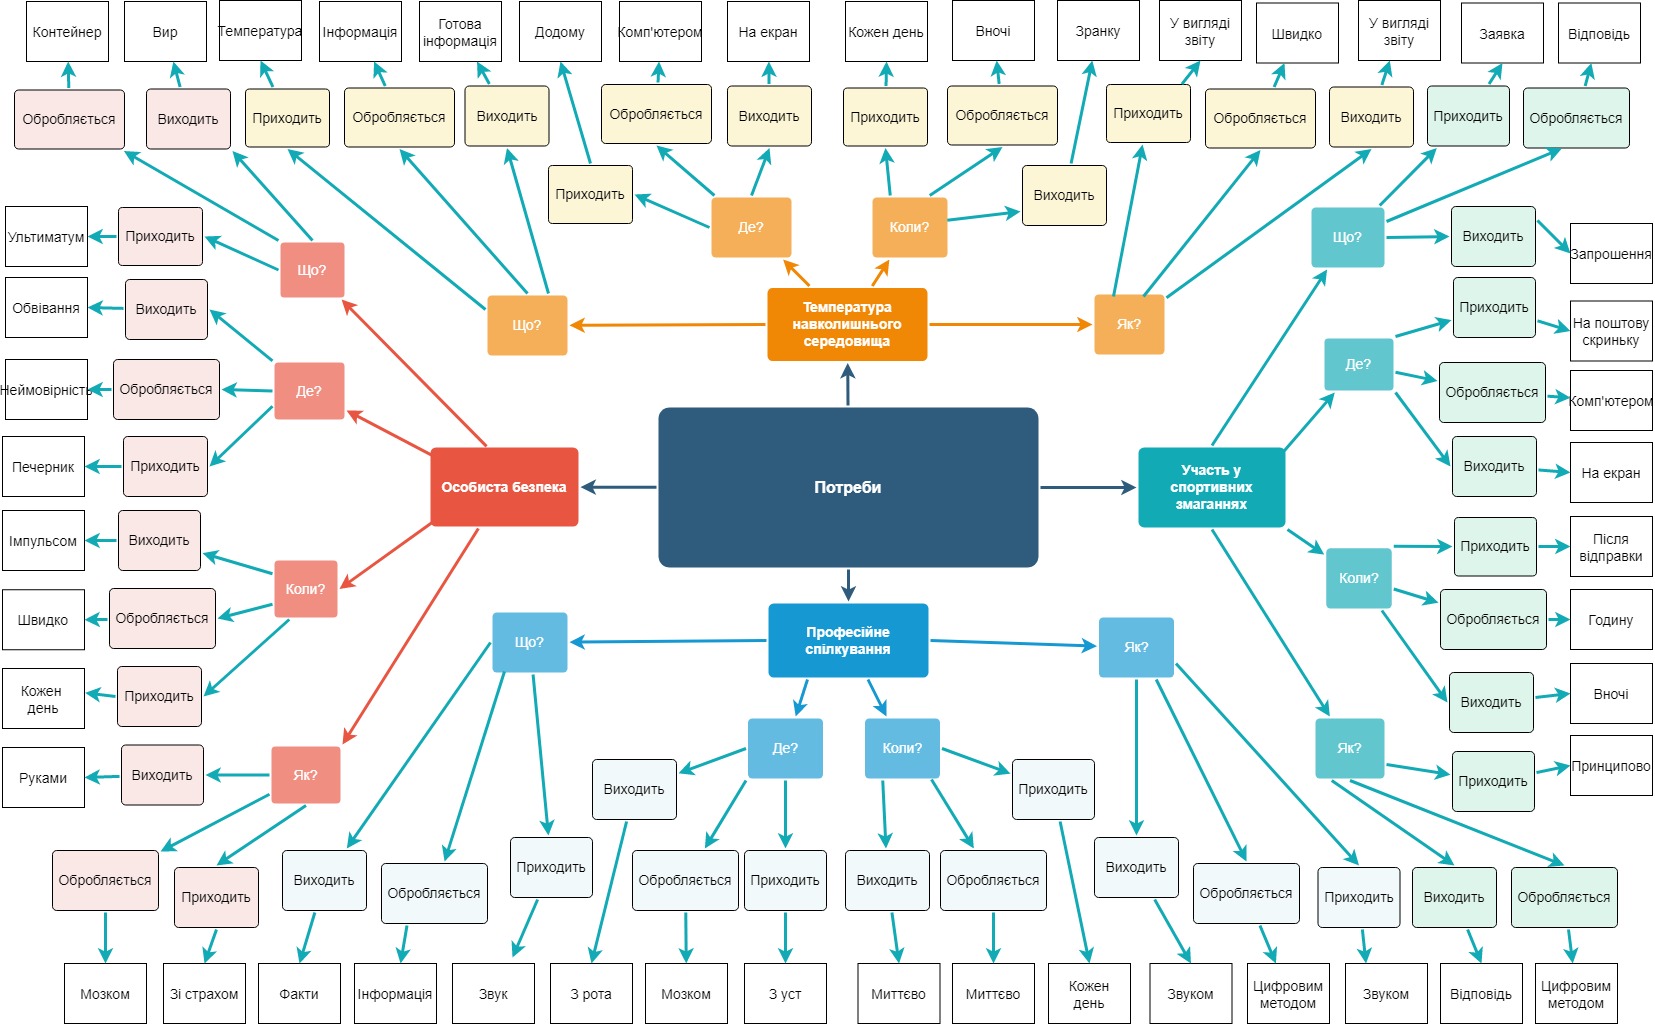 Контейнер
Вир
Температура
Інформація
Готова
інформація
Додому
Комп'ютером
На екран
Кожен день
Вночі
Зранку
У вигляді
звіту
Швидко
У вигляді
звіту
Заявка
Відповідь
Обробляється
Виходить
Приходить
Обробляється
Виходить
Обробляється
Виходить
Приходить
Обробляється
Приходить
Обробляється
Виходить
Приходить
Обробляється
Приходить
Виходить
Ультиматум
Приходить
Що?
Де?
Коли?
Що?
Виходить
Запрошення
Обвівання
Виходить
Що?
Температура
навколишнього
середовища
Як?
Приходить
На поштову
скриньку
Неймовірність
Обробляється
Де?
Де?
Обробляється
Комп'ютером
Печерник
Приходить
Особиста безпека
Потреби
Участь у
спортивних
змаганнях
Виходить
На екран
Імпульсом
Виходить
Приходить
Після
відправки
Коли?
Коли?
Швидко
Обробляється
Обробляється
Годину
Що?
Професійне
спілкування
Як?
Кожен
день
Приходить
Виходить
Вночі
Руками
Виходить
Як?
Де?
Коли?
Як?
Приходить
Принципово
Виходить
Приходить
Обробляється
Приходить
Виходить
Обробляється
Приходить
Обробляється
Приходить
Виходить
Обробляється
Виходить
Обробляється
Приходить
Виходить
Обробляється
Мозком
Зі страхом
Факти
Інформація
Звук
З рота
Мозком
З уст
Миттєво
Миттєво
Кожен
день
Звуком
Цифровим
методом
Звуком
Відповідь
Цифровим
методом